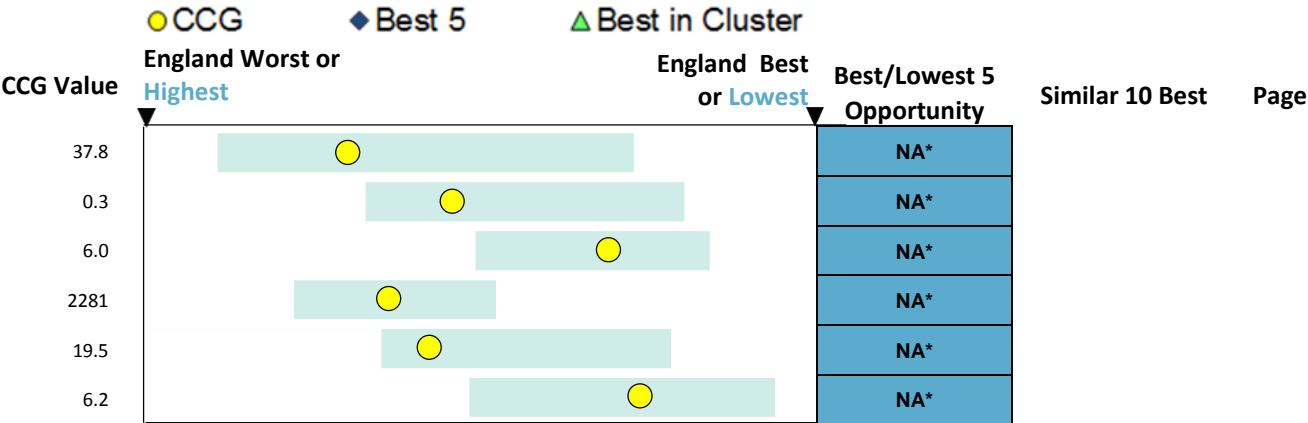 CCG Best 5 Best in Cluster
CCG Value
England Worst or
Highest
England Best
or Lowest
Best/Lowest 5
Opportunity
Similar 10 Best
Page
37.8 NA*
0.3 NA*
6.0 NA*
2281 NA*
19.5 NA*
6.2 NA*